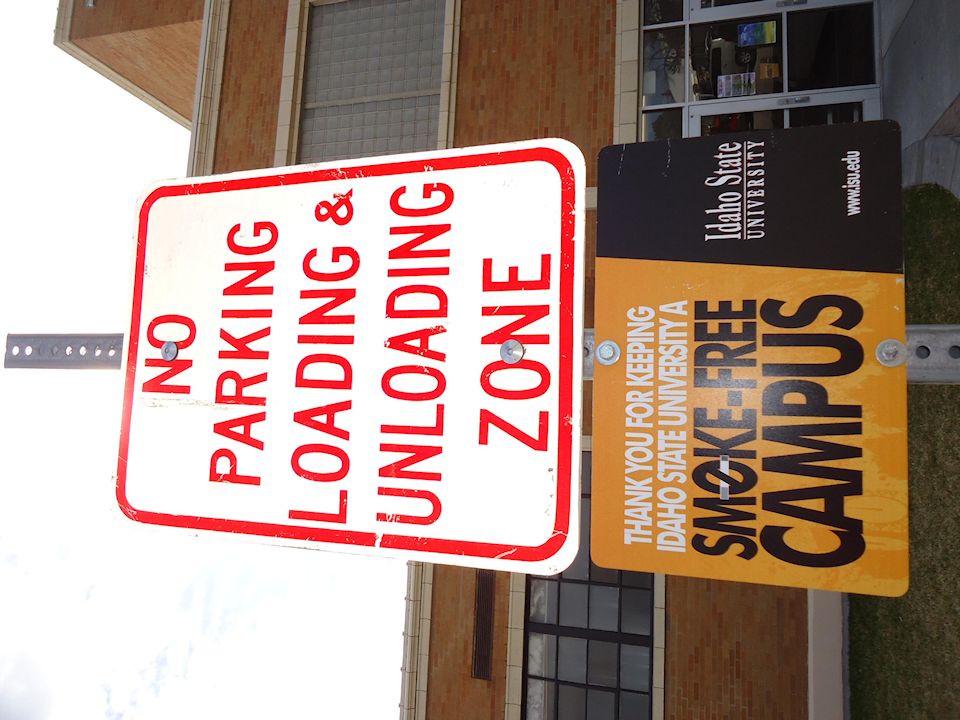 NO
PARKING
LOADING &
UNLOADING
ZONE
THANK YOU FOR KEEPING
IDAHO STATE UNIVERSITY A
SMOKE-FREE
CAMPUS
Idaho State
UNIVERSITY
www.isu.edu